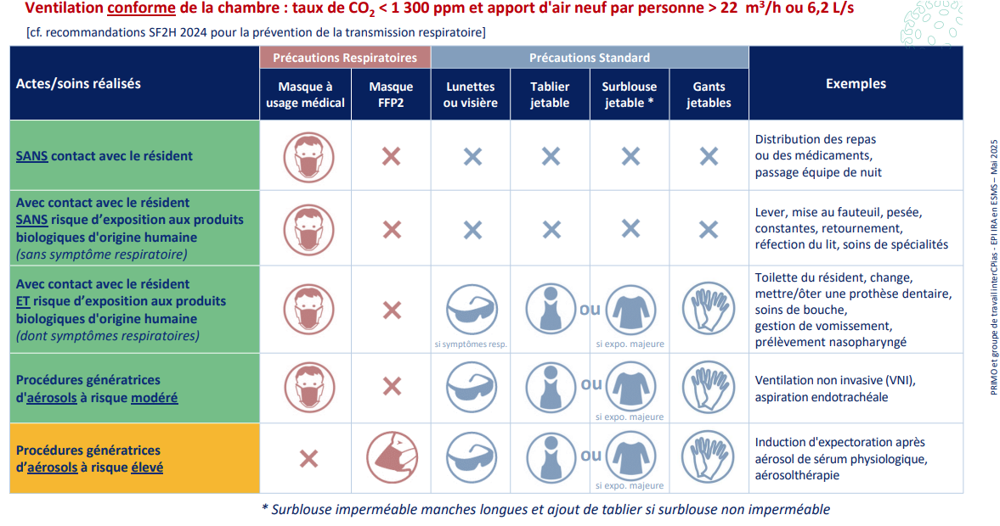 Ventilation conforme de la chambre : taux de CO₂ < 1 300 ppm et apport d'air neuf par personne > 22 m³/h ou 6,2 L/s
[cf. recommandations SF2H 2024 pour la prévention de la transmission respiratoire]
Actes/soins réalisés
Précautions Respiratoires
Précautions Standard
Exemples
Masque à
usage médical
Masque
FFP2
Lunettes
ou visière
Tablier
jetable
Surblouse
jetable *
Gants
jetables
SANS contact avec le résident
Distribution des repas
ou des médicaments,
passage équipe de nuit
Avec contact avec le résident
SANS risque d’exposition aux produits
biologiques d'origine humaine
(sans symptôme respiratoire)
Lever, mise au fauteuil, pesée,
constantes, retournement,
réfection du lit, soins de spécialités
Avec contact avec le résident
ET risque d’exposition aux produits
biologiques d'origine humaine
(dont symptômes respiratoires)
si symptômes resp.
ou
si expo. majeure
Toilette du résident, change,
mettre/ôter une prothèse dentaire,
soins de bouche,
gestion de vomissement,
prélèvement nasopharyngé
Procédures génératrices
d'aérosols à risque modéré
ou
si expo. majeure
Ventilation non invasive (VNI),
aspiration endotrachéale
Procédures génératrices
d’aérosols à risque élevé
ou
si expo. majeure
Induction d'expectoration après
aérosol de sérum physiologique,
aérosolthérapie
* Surblouse imperméable manches longues et ajout de tablier si surblouse non imperméable
PRIMO et groupe de travail interCPias - EPI IRA en ESMS – Mai 2025